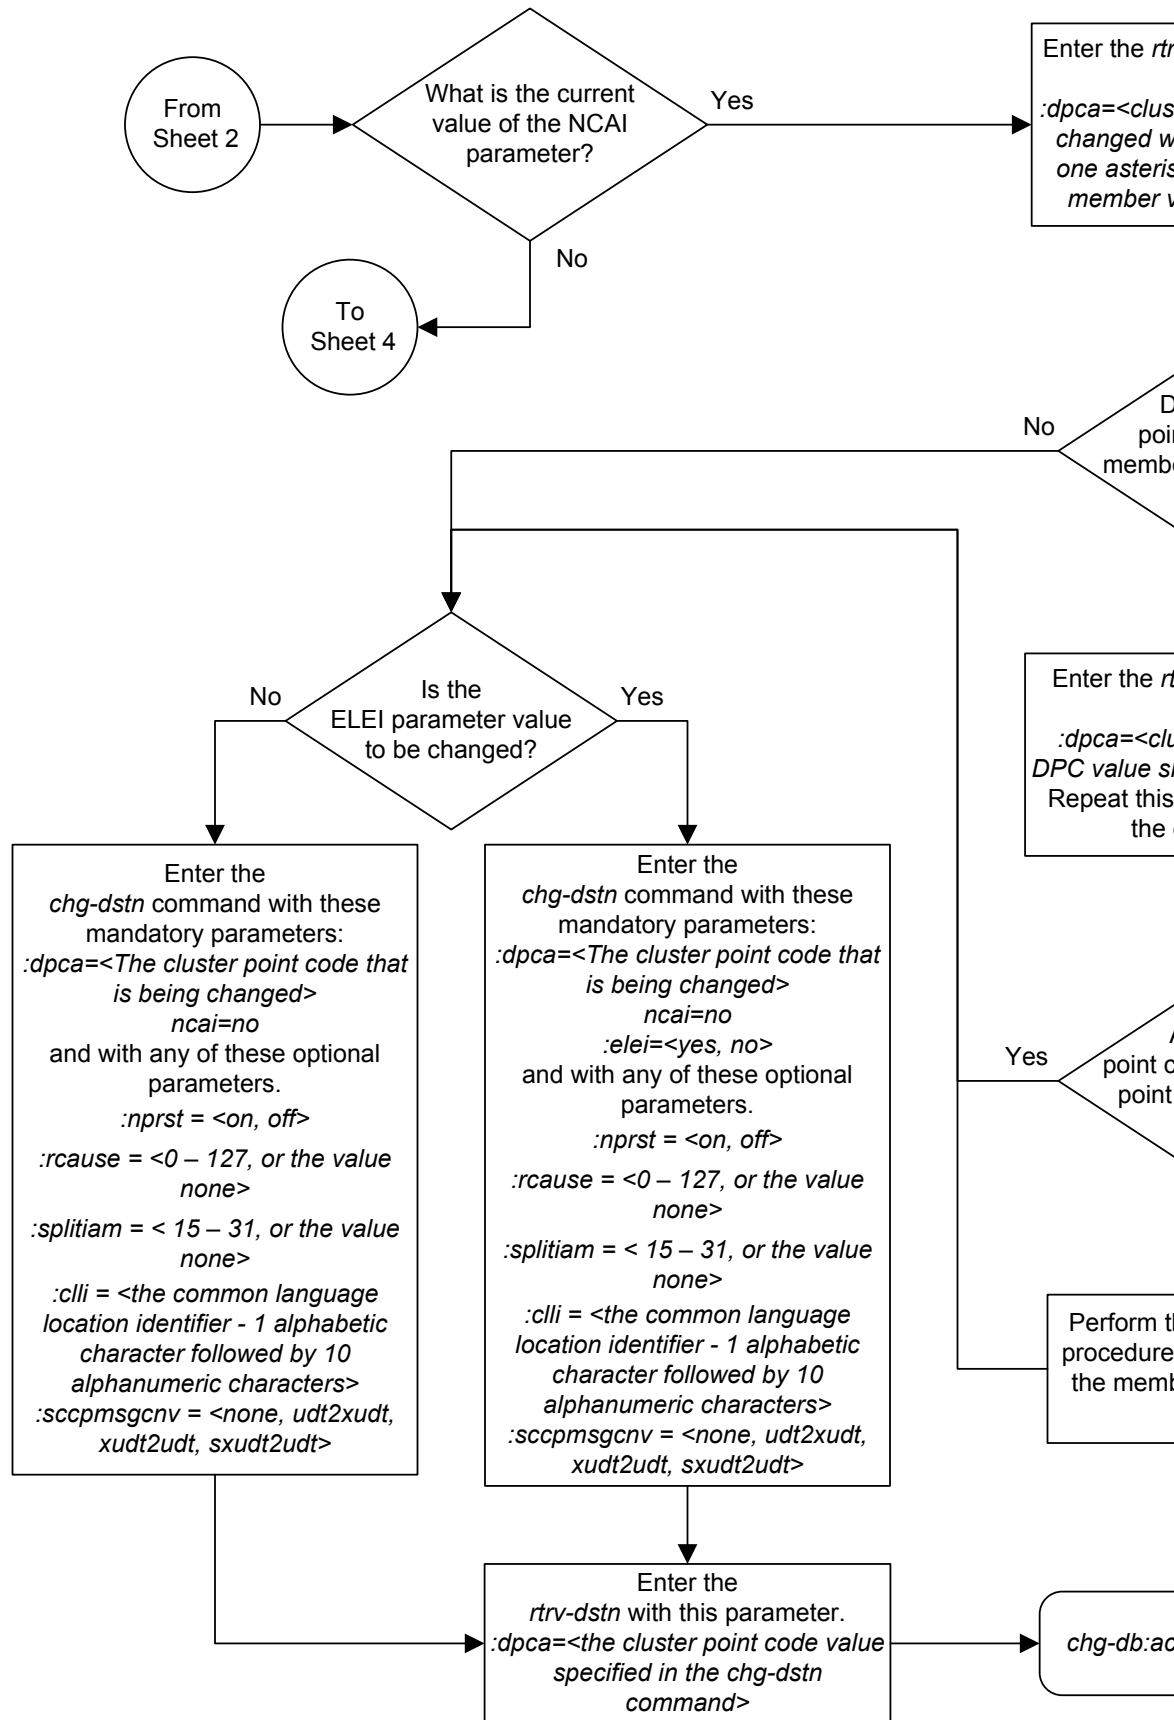 From
Sheet 2
What is the current
value of the NCAI
parameter?
Yes
Enter the
:dpca=
changed
one
member
No
To
Sheet 4
No
Is the
ELEI parameter value
to be changed?
No
Yes
Enter the
:dpca=
DPC value
Repeat this
the
Enter the
chg-dstn command with these
mandatory parameters:
:dpca=<The cluster point code that
is being changed>
ncai=no
and with any of these optional
parameters.
:nprst = <on, off>
:rcause = <0 – 127, or the value
none>
:splitiam = < 15 – 31, or the value
none>
:clli = <the common language
location identifier - 1 alphabetic
character followed by 10
alphanumeric characters>
:sccpmsgcnv = <none, udt2xudt,
xudt2udt, sxudt2udt>
Enter the
chg-dstn command with these
mandatory parameters:
:dpca=<The cluster point code that
is being changed>
ncai=no
:elei=<yes, no>
and with any of these optional
parameters.
:nprst = <on, off>
:rcause = <0 – 127, or the value
none>
:splitiam = < 15 – 31, or the value
none>
:clli = <the common language
location identifier - 1 alphabetic
character followed by 10
alphanumeric characters>
:sccpmsgcnv = <none, udt2xudt,
xudt2udt, sxudt2udt>
Yes
point
point
Perform
procedure
the
Enter the
rtrv-dstn with this parameter.
:dpca=<the cluster point code value
specified in the chg-dstn
command>
chg-db: